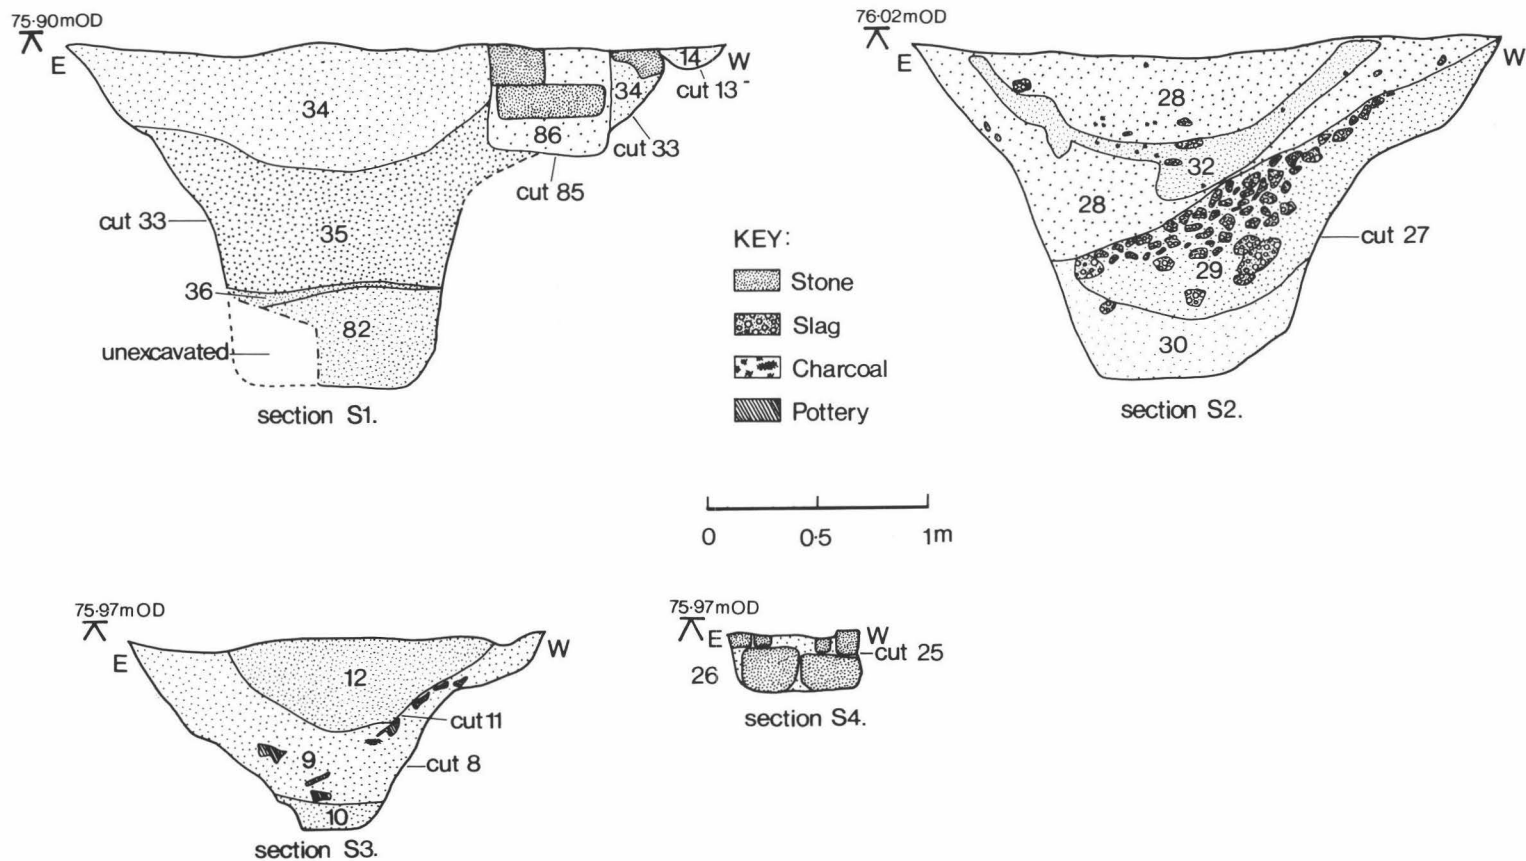 75·90mOD
E
34
14
W
34
cut 13
86
cut 33
cut 85
cut 33
35
36
82
unexcavated
section S1.
76·02mOD
E
W
28
32
28
cut 27
29
30
section S2.
KEY:
Stone
Slag
Charcoal
Pottery
0 0·5 1m
75·97mOD
E
W
12
cut 11
9
cut 8
10
section S3.
75·97mOD
E
W
cut 25
26
section S4.